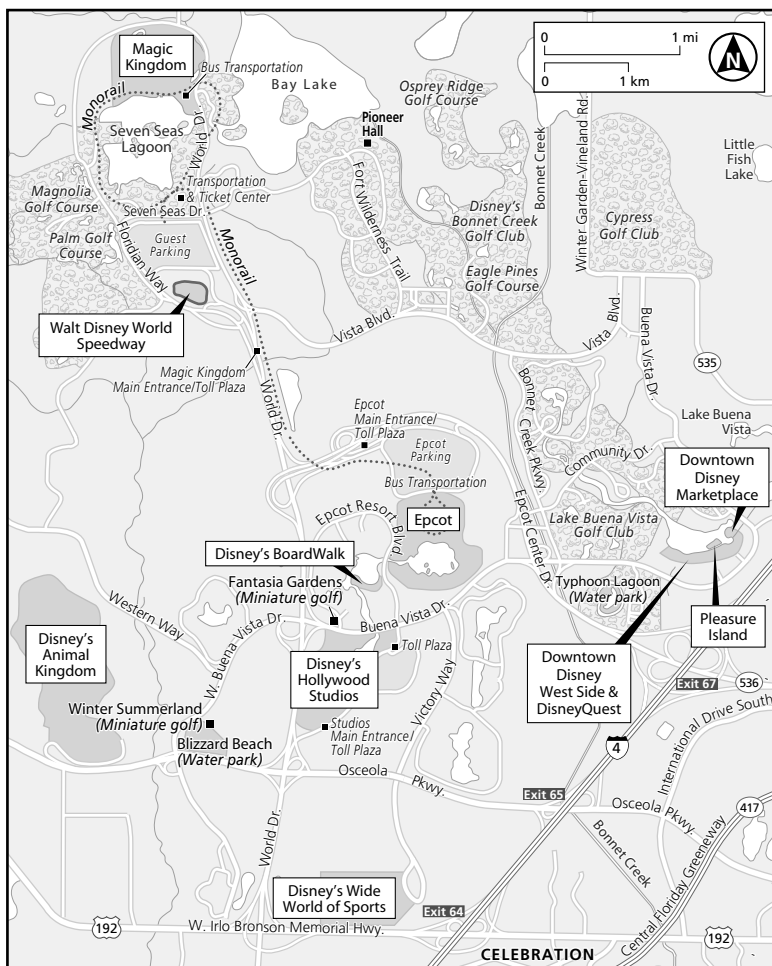 0
1 mi
0
1 km
N
Magic
Kingdom
Bus Transportation
Monorail
Bay Lake
Osprey Ridge
Golf Course
Pioneer
Hall
Seven Seas
Lagoon
World Dr.
Bonnet Creek
Winter Garden-Vineland Rd.
Little
Fish
Lake
Transportation
& Ticket Center
Magnolia
Golf Course
Seven Seas Dr.
Fort Wilderness Trail
Disney's
Bonnet Creek
Golf Club
Cypress
Golf Club
Palm Golf
Course
Floridian Way
Guest
Parking
Monorail
Eagle Pines
Golf Course
Walt Disney World
Speedway
Vista Blvd.
Vista Blvd.
Buena Vista Dr.
535
Magic Kingdom
Main Entrance/Toll Plaza
World Dr.
Bonnet
Creek Pkwy.
Epcot
Main Entrance/
Toll Plaza
Epcot
Parking
Lake Buena
Vista
Community Dr.
Downtown
Disney
Marketplace
Bus Transportation
Epcot Resort Blvd.
Epcot
Epcot Center Dr.
Lake Buena Vista
Golf Club
Disney's BoardWalk
Fantasia Gardens
(Miniature golf)
Typhoon Lagoon
(Water park)
Western Way
W. Buena Vista Dr.
Buena Vista Dr.
Pleasure
Island
Disney's
Animal
Kingdom
Toll Plaza
Disney's
Hollywood
Studios
Victory Way
Downtown
Disney
West Side &
DisneyQuest
Exit 67
536
Winter Summerland
(Miniature golf)
Studios
Main Entrance/
Toll Plaza
International Drive South
Blizzard Beach
(Water park)
4
Osceola
Pkwy.
Exit 65
Osceola Pkwy.
417
World Dr.
Bonnet
Creek
Central Floriday Greeneway
Disney's Wide
World of Sports
Exit 64
192
W. Irlo Bronson Memorial Hwy.
192
CELEBRATION